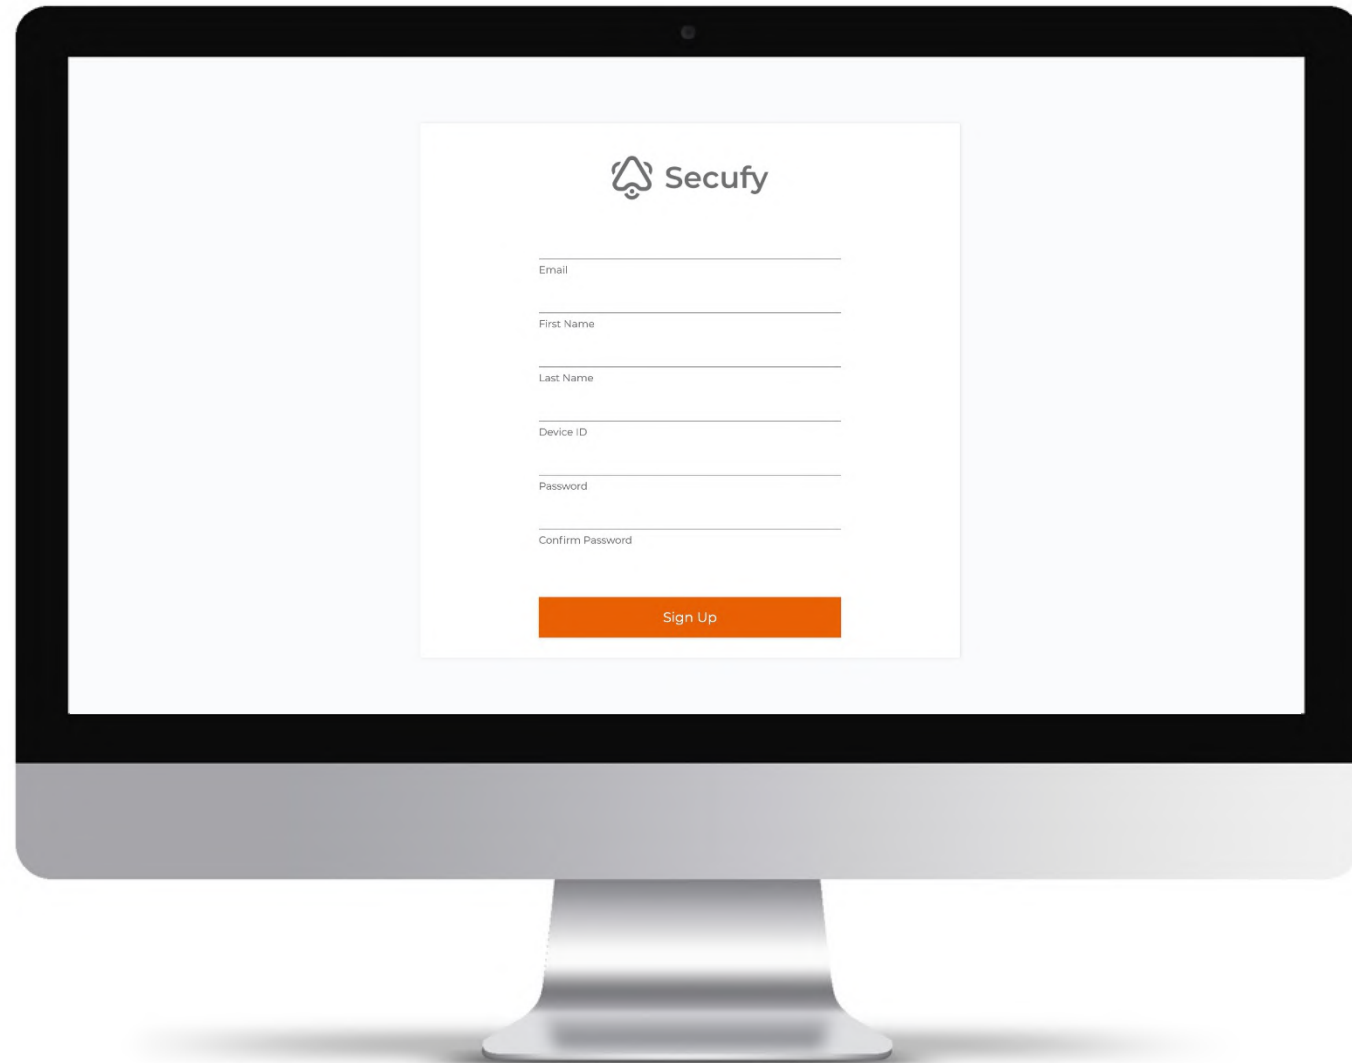 Secufy
Email
First Name
Last Name
Device ID
Password
Confirm Password
Sign Up